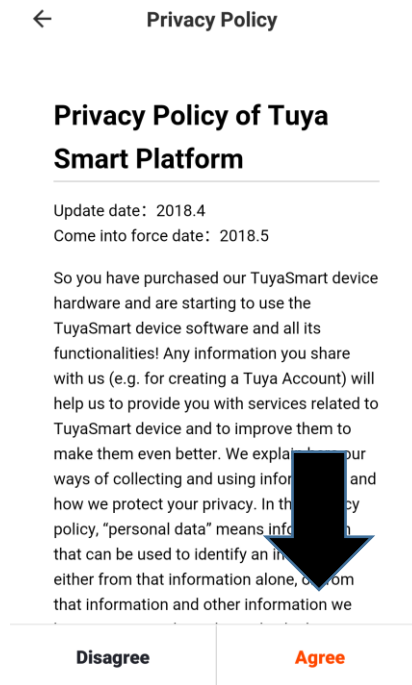 Privacy Policy
Privacy Policy of Tuya
Smart Platform
Update date：2018.4
Come into force date：2018.5
So you have purchased our TuyaSmart device
hardware and are starting to use the
TuyaSmart device software and all its
functionalities! Any information you share
with us (e.g. for creating a Tuya Account) will
help us to provide you with services related to
TuyaSmart device and to improve them to
make them even better. We explain how our
ways of collecting and using and
how we protect your privacy. In
policy, “personal data” means
that can be used to identify an
either from that information alone,
that information and other information we
Disagree
Agree